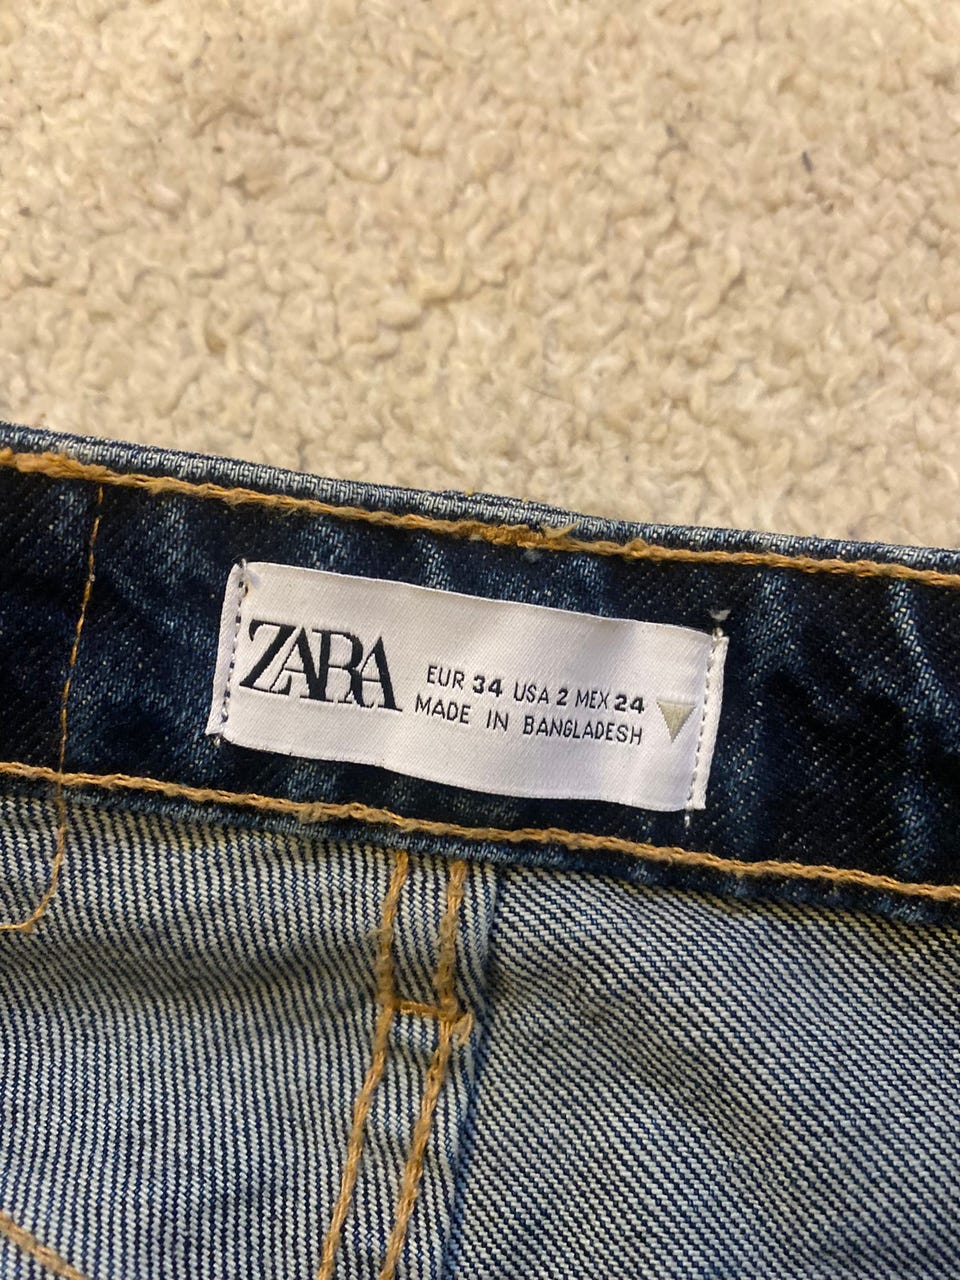 ZARA
EUR 34 USA 2 MEX 24
MADE IN BANGLADESH